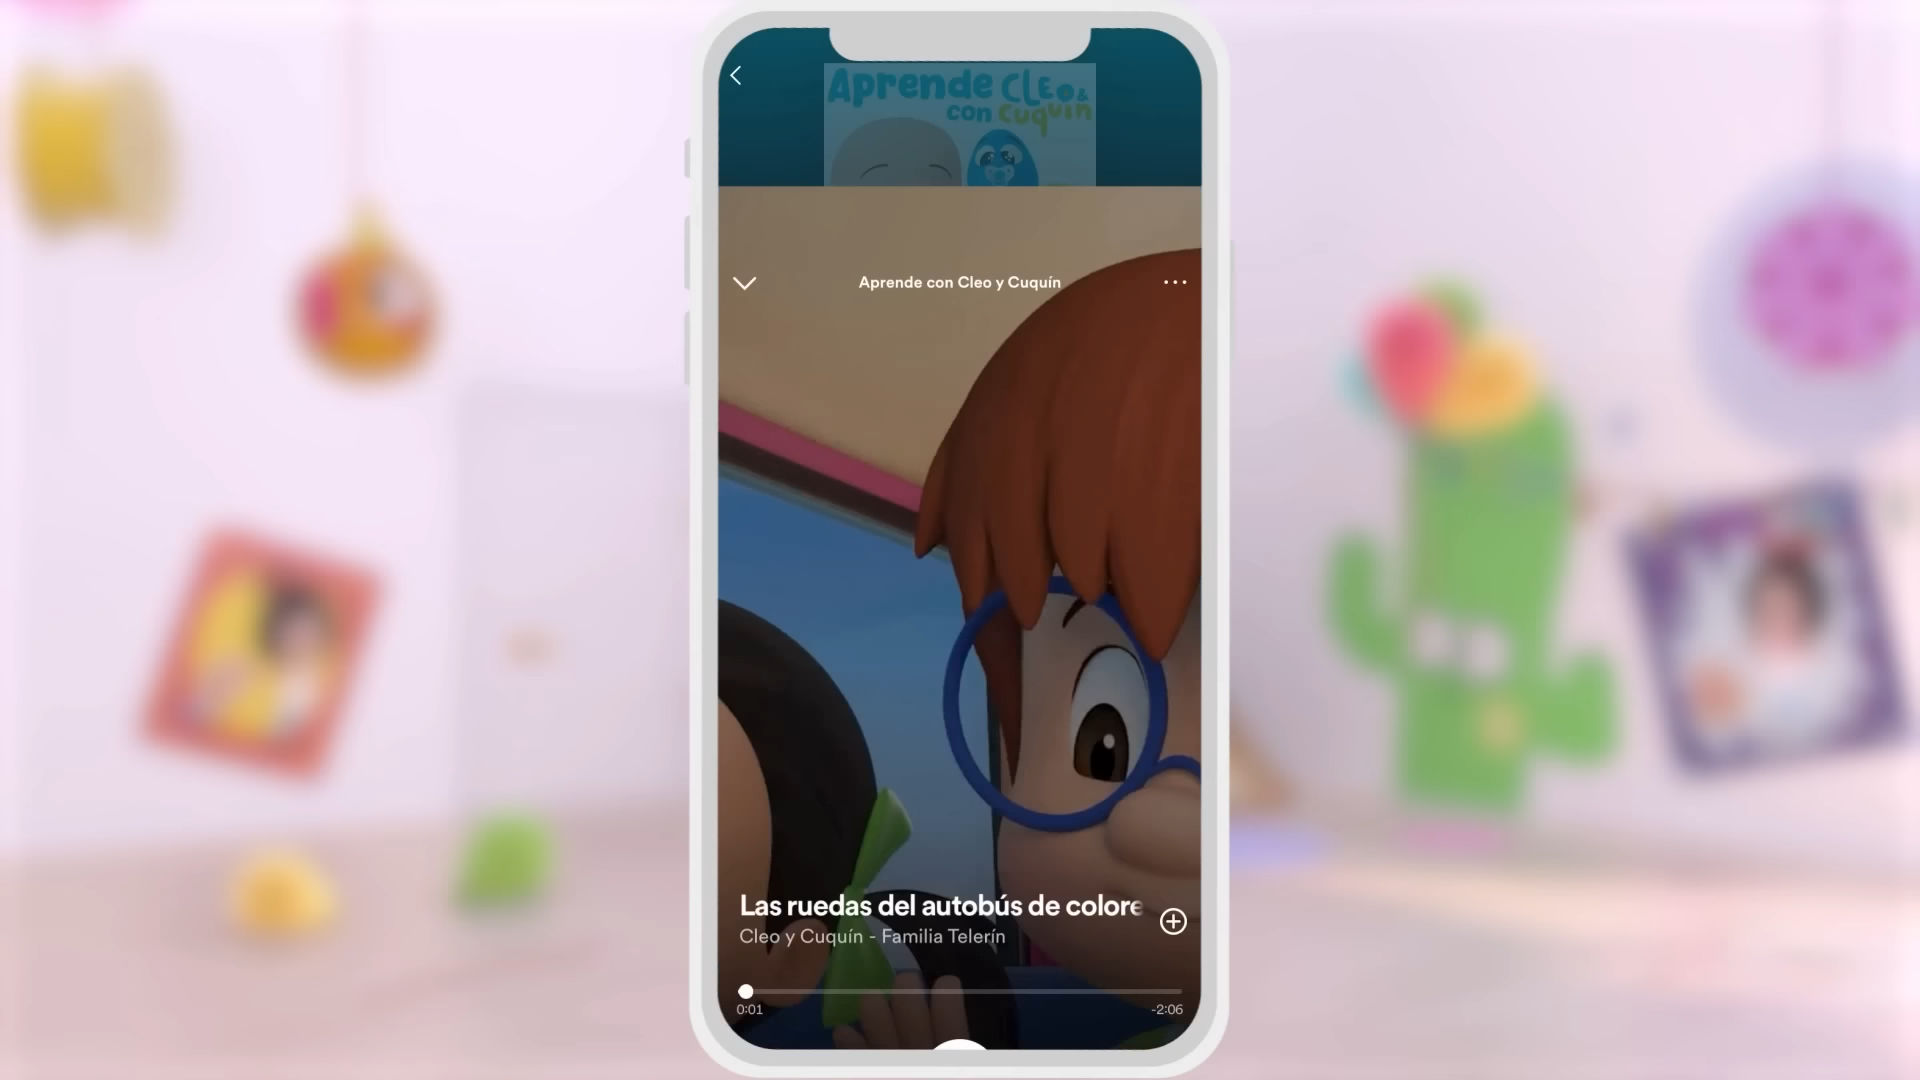 Aprende CLEO &
con cuquín
Aprende con Cleo y Cuquín
Las ruedas del autobús de colore
Cleo y Cuquín - Familia Telerín
0:01
-2:06